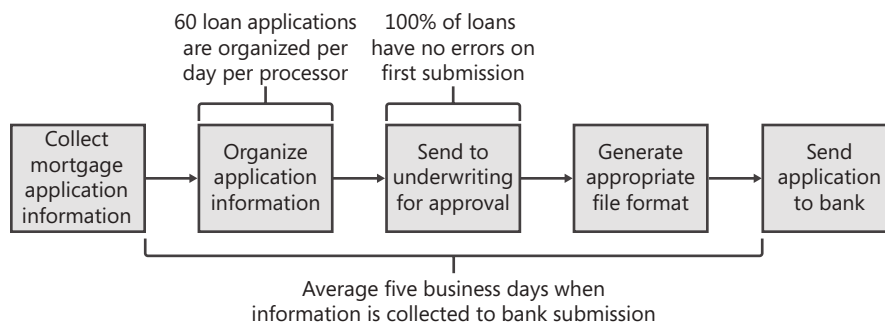 60 loan applications
are organized per
day per processor
100% of loans
have no errors on
first submission
Collect
mortgage
application
information
Organize
application
information
Send to
underwriting
for approval
Generate
appropriate
file format
Send
application
to bank
Average five business days when
information is collected to bank submission